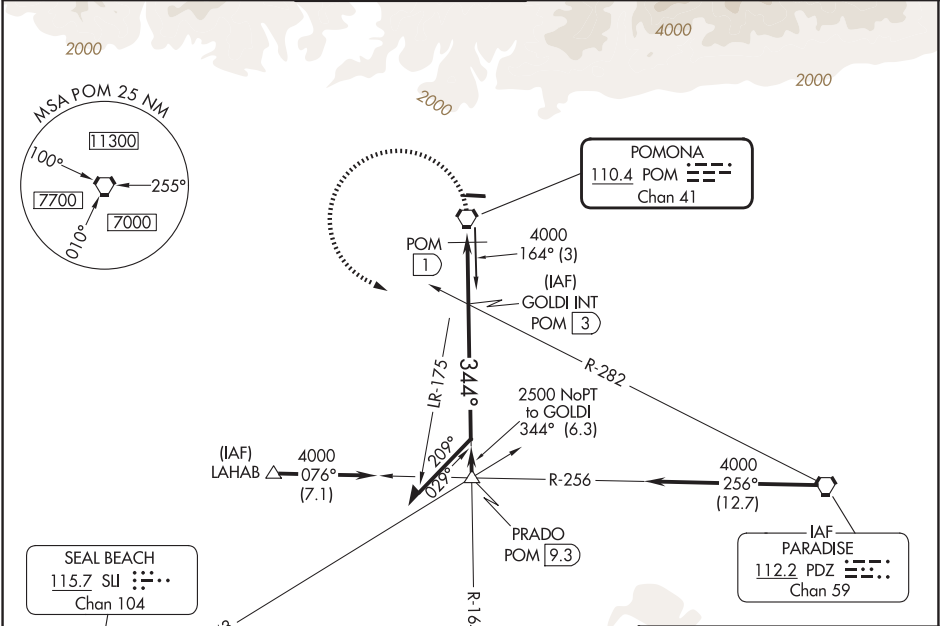 2000
4000
2000
2000
MSA POM 25 NM
11300
100°
255°
7700
7000
010°
POMONA
110.4 POM
Chan 41
POM
1
4000
164° (3)
(IAF)
GOLDI INT
POM 3
R-282
LR-175
344°
2500 NoPT
to GOLDI
344° (6.3)
209°
029°
(IAF)
LAHAB
4000
076°
(7.1)
R-256
4000
256°
(12.7)
PRADO
POM 9.3
IAF
PARADISE
112.2 PDZ
Chan 59
SEAL BEACH
115.7 SLI
Chan 104